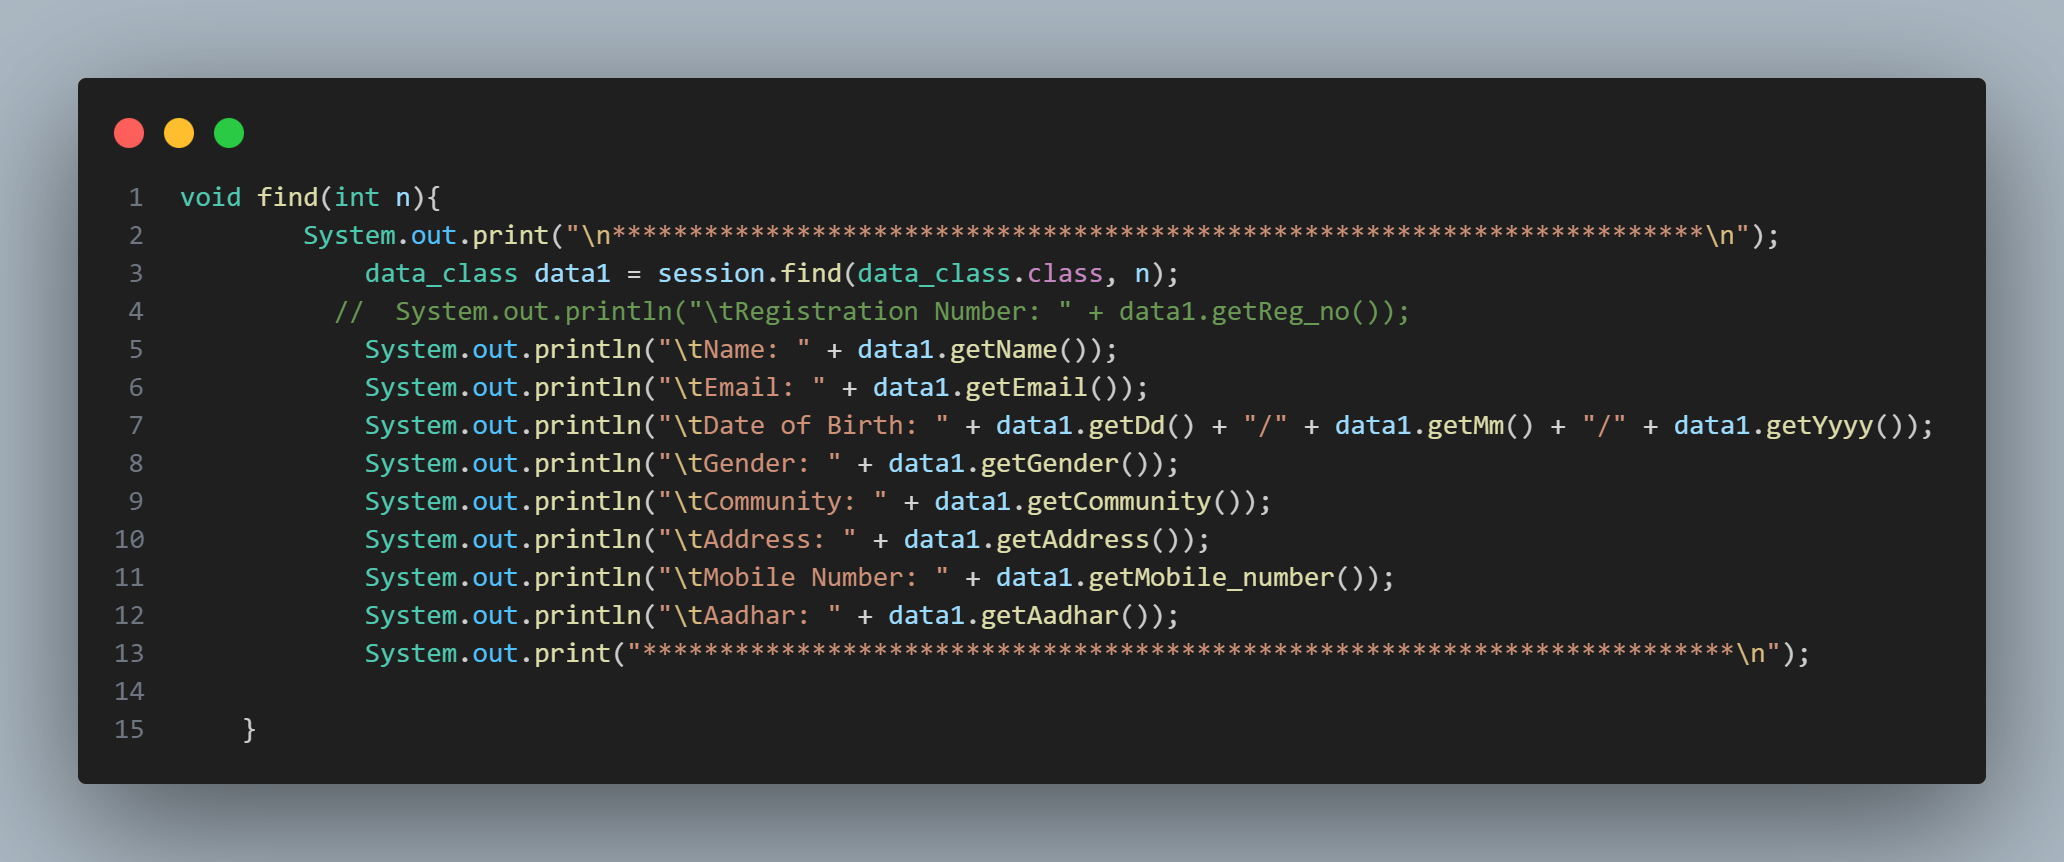 1 void find(int n){
2 System.out.print("\n***********************************************************************\n");
3 data_class data1 = session.find(data_class.class, n);
4 //  System.out.println("\tRegistration Number: " + data1.getReg_no());
5 System.out.println("\tName: " + data1.getName());
6 System.out.println("\tEmail: " + data1.getEmail());
7 System.out.println("\tDate of Birth: " + data1.getDd() + "/" + data1.getMm() + "/" + data1.getYyyy());
8 System.out.println("\tGender: " + data1.getGender());
9 System.out.println("\tCommunity: " + data1.getCommunity());
10 System.out.println("\tAddress: " + data1.getAddress());
11 System.out.println("\tMobile Number: " + data1.getMobile_number());
12 System.out.println("\tAadhar: " + data1.getAadhar());
13 System.out.print("***********************************************************************\n");
14
15 }